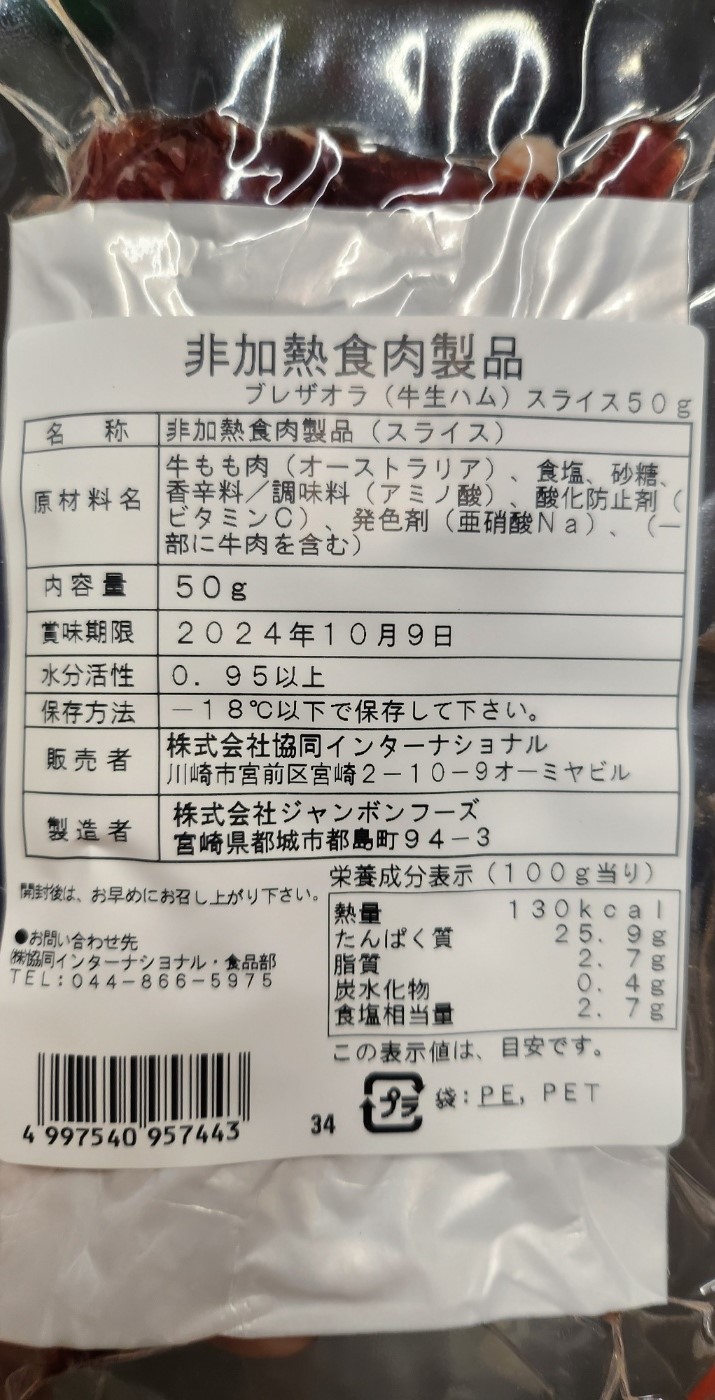 非加熱食肉製品
ブレザオラ（牛生ハム）スライス50g
名 称 非加熱食肉製品（スライス）
原材料名 牛もも肉（オーストラリア）、食塩、砂糖、
香辛料／調味料（アミノ酸）、酸化防止剤（
ビタミンC）、発色剤（亜硝酸Na）、（一
部に牛肉を含む）
内容量 50g
賞味期限 2024年10月9日
水分活性 0.95以上
保存方法 －18℃以下で保存して下さい。
販売者 株式会社協同インターナショナル
川崎市宮前区宮崎2－10－9オーミヤビル
製造者 株式会社ジャンボンフーズ
宮崎県都城市都島町94－3
開封後は、お早めにお召し上がり下さい。
●お問い合わせ先
㈱協同インターナショナル・食品部
TEL:044－866－5975
栄養成分表示（100g当り）
熱量 130kcal
たんぱく質 25.9g
脂質 2.7g
炭水化物 0.4g
食塩相当量 2.7g
この表示値は、目安です。
プラ 袋:PE,PET
34
4 997540 957443